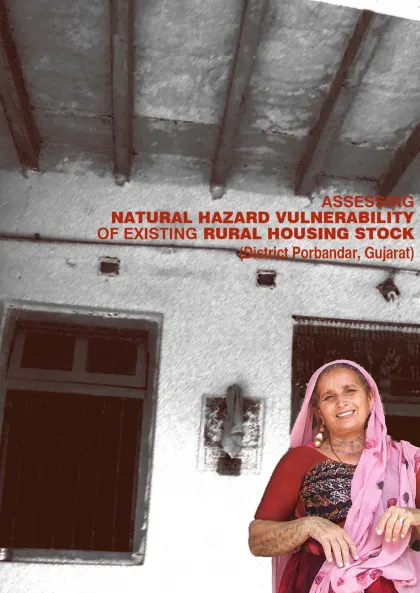 ASSESSING
NATURAL HAZARD VULNERABILITY
OF EXISTING RURAL HOUSING STOCK
(District Porbandar, Gujarat)